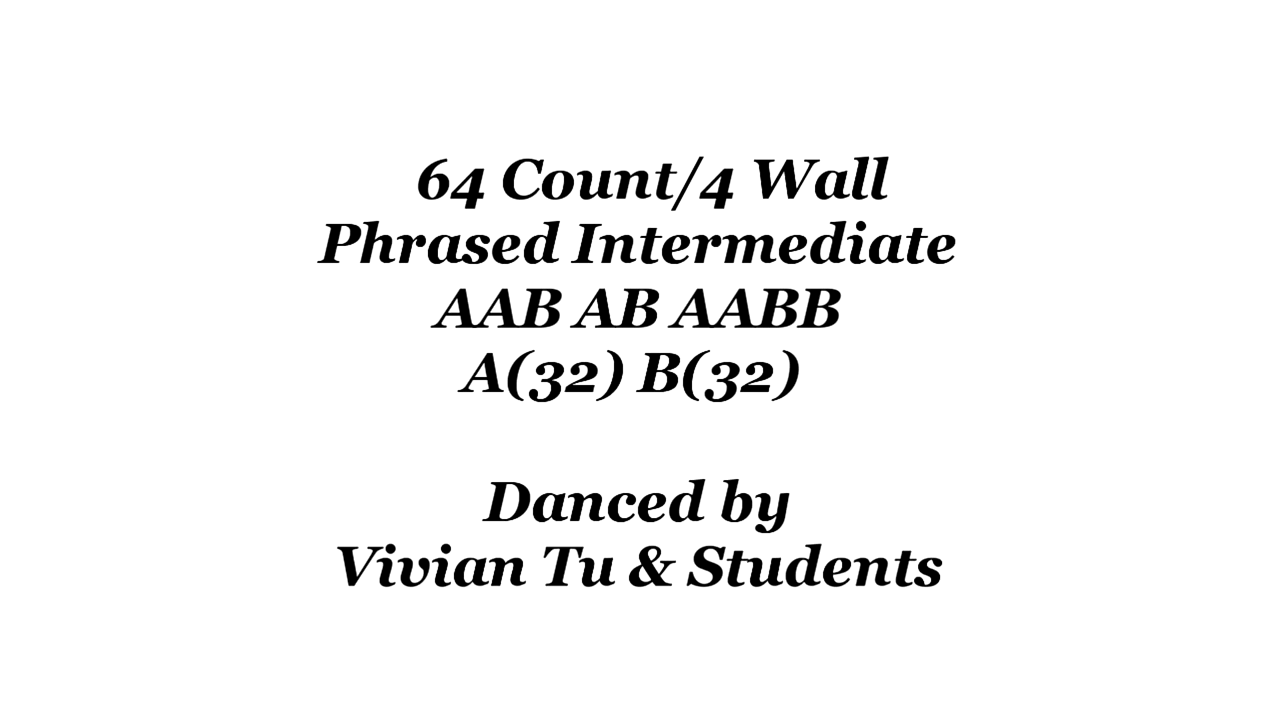 64 Count/4 Wall
Phrased Intermediate
AAB AB AABB
A(32) B(32)
Danced by
Vivian Tu & Students